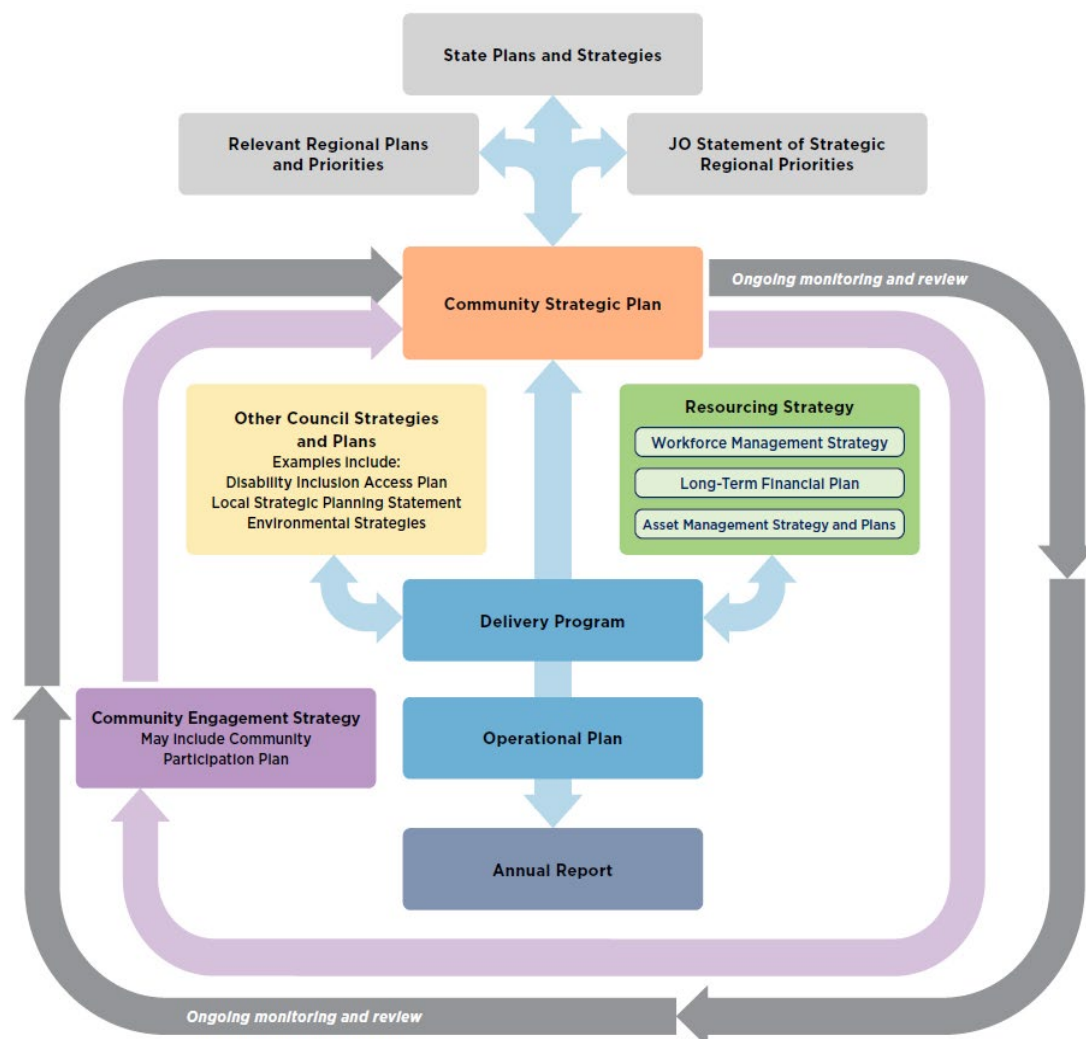 State Plans and Strategies
Relevant Regional Plans
and Priorities
JO Statement of Strategic
Regional Priorities
Community Strategic Plan
Ongoing monitoring and review
Other Council Strategies
and Plans
Examples include:
Disability Inclusion Access Plan
Local Strategic Planning Statement
Environmental Strategies
Resourcing Strategy
Workforce Management Strategy
Long-Term Financial Plan
Asset Management Strategy and Plans
Delivery Program
Community Engagement Strategy
May include Community
Participation Plan
Operational Plan
Annual Report
Ongoing monitoring and review